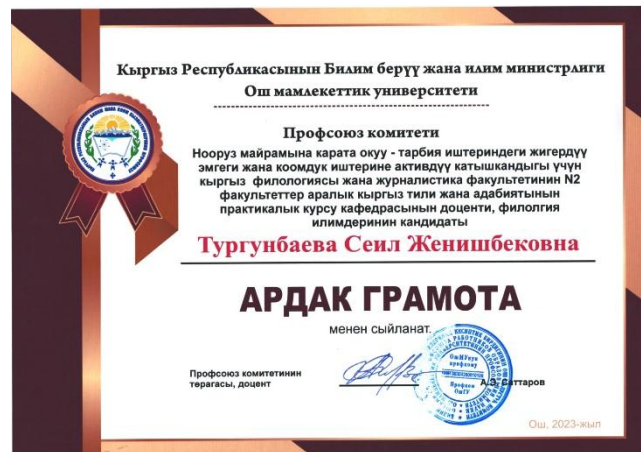 Кыргыз Республикасынын Билим берүү жана илим министрлиги
Ош мамлекеттик университети
Профсоюз комитети
Нооруз майрамына карата окуу - тарбия иштериндеги жигердүү
эмгеги жана коомдук иштерине активдүү катышкандыгы үчүн
кыргыз филологиясы жана журналистика факультетинин N2
факультеттер аралык кыргыз тили жана адабиятынын
практикалык курсу кафедрасынын доценти, филолгия
илимдеринин кандидаты
Тургунбаева Сеил Женишбековна
АРДАК ГРАМОТА
менен сыйланат.
Профсоюз комитетинин
төрагасы, доцент
А.Э. Саттаров
Ош, 2023-жыл